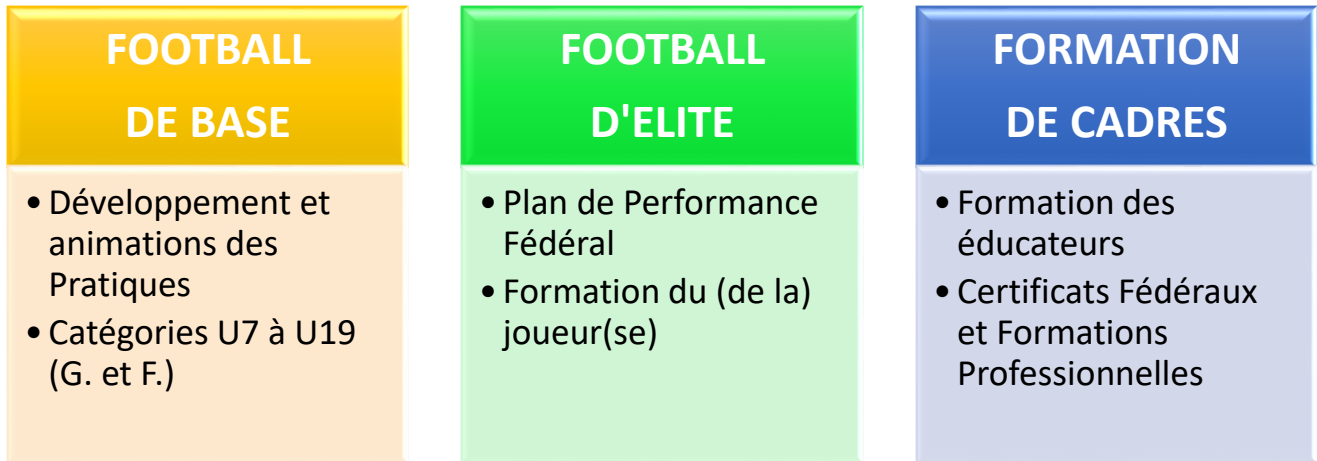 FOOTBALL
DE BASE
• Développement et
animations des
Pratiques
• Catégories U7 à U19
(G. et F.)
FOOTBALL
D'ELITE
• Plan de Performance
Fédéral
• Formation du (de la)
joueur(se)
FORMATION
DE CADRES
• Formation des
éducateurs
• Certificats Fédéraux
et Formations
Professionnelles